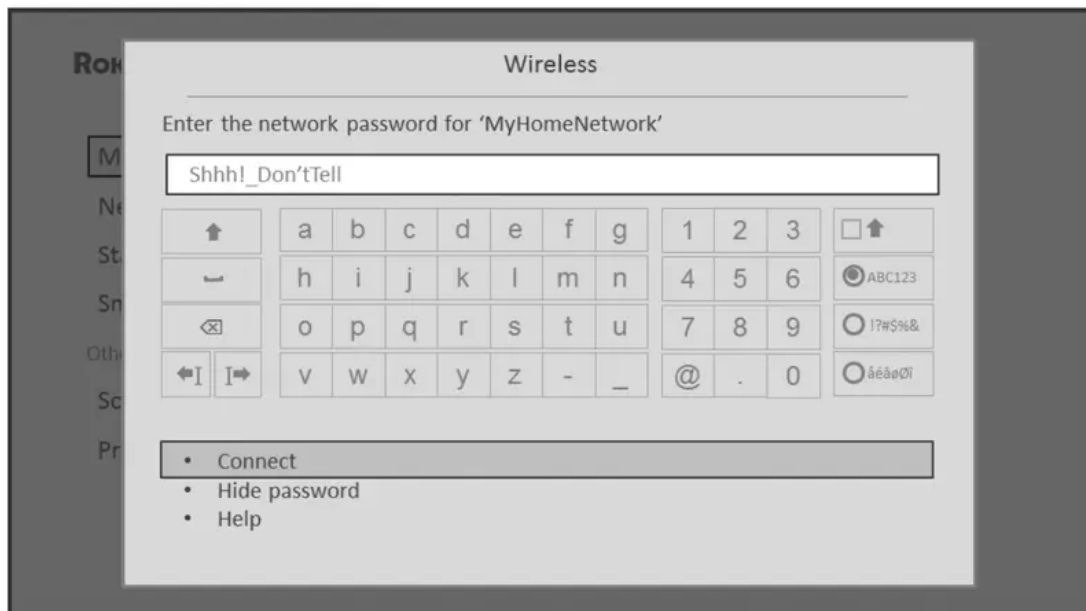 Wireless
Enter the network password for ‘MyHomeNetwork’
Shhh!_Don’tTell
a b c d e f g 1 2 3
h i j k l m n 4 5 6 ABC123
o p q r s t u 7 8 9 !?#$%&
v w x y z - _ @ . 0 åéâøØî
• Connect
• Hide password
• Help